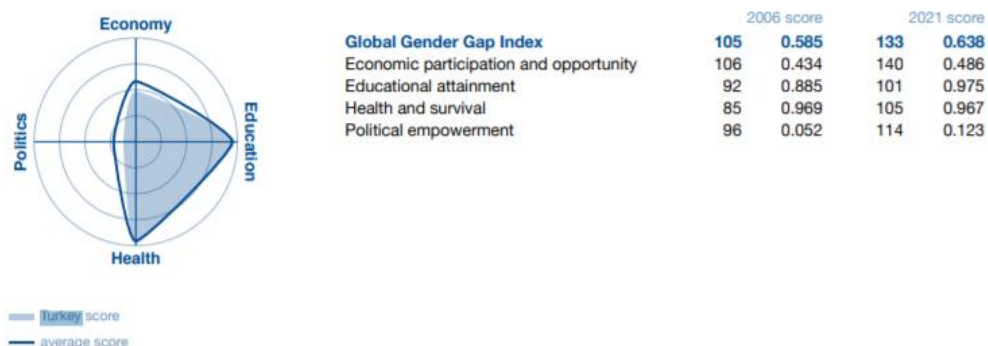 Economy
Politics
Education
Health
Turkey score
average score
2006 score 2021 score
Global Gender Gap Index 105 0.585 133 0.638
Economic participation and opportunity 106 0.434 140 0.486
Educational attainment 92 0.885 101 0.975
Health and survival 85 0.969 105 0.967
Political empowerment 96 0.052 114 0.123